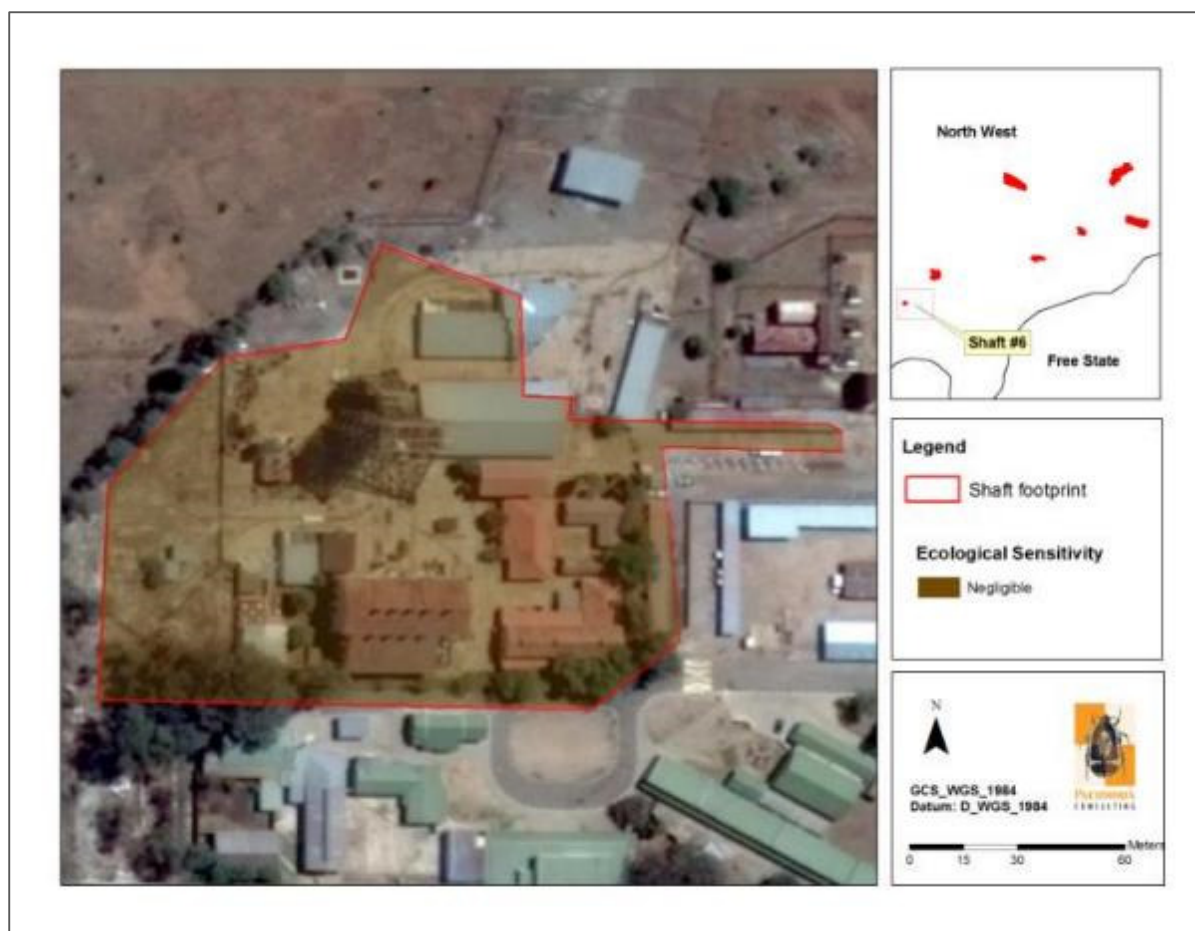 North West
Shaft #6
Free State
Legend
Shaft footprint
Ecological Sensitivity
Negligible
N
GCS_WGS_1984
Datum: D_WGS_1984
CONSULTING
Meters
0 15 30 60